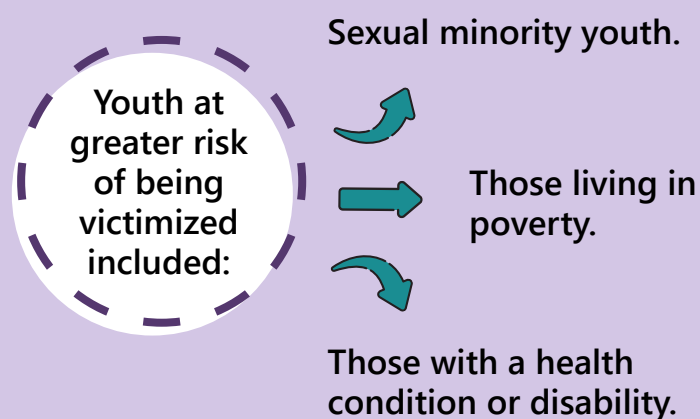 Youth at
greater risk
of being
victimized
included:
Sexual minority youth.
Those living in
poverty.
Those with a health
condition or disability.